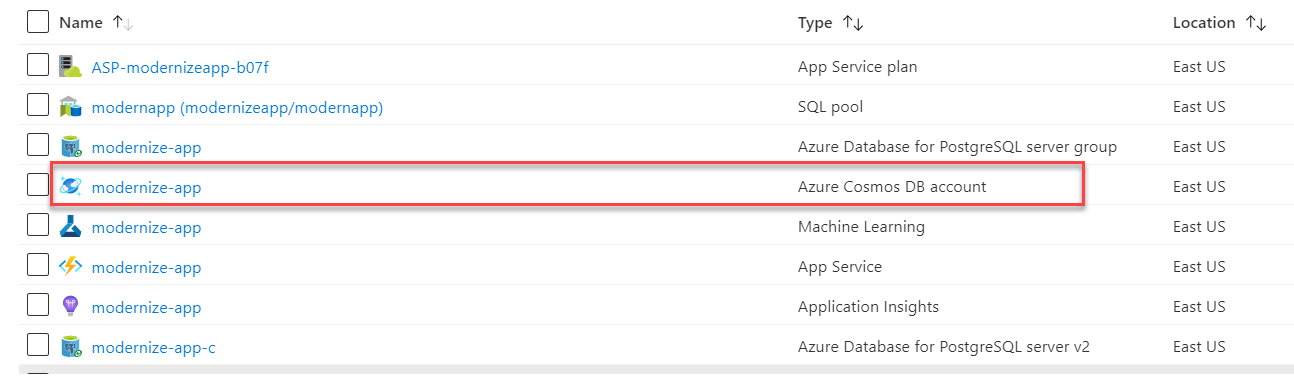 Name ↑↓ Type ↑↓ Location ↑↓
ASP-modernizeapp-b07f App Service plan East US
modernapp (modernizeapp/modernapp) SQL pool East US
modernize-app Azure Database for PostgreSQL server group East US
modernize-app Azure Cosmos DB account East US
modernize-app Machine Learning East US
modernize-app App Service East US
modernize-app Application Insights East US
modernize-app-c Azure Database for PostgreSQL server v2 East US